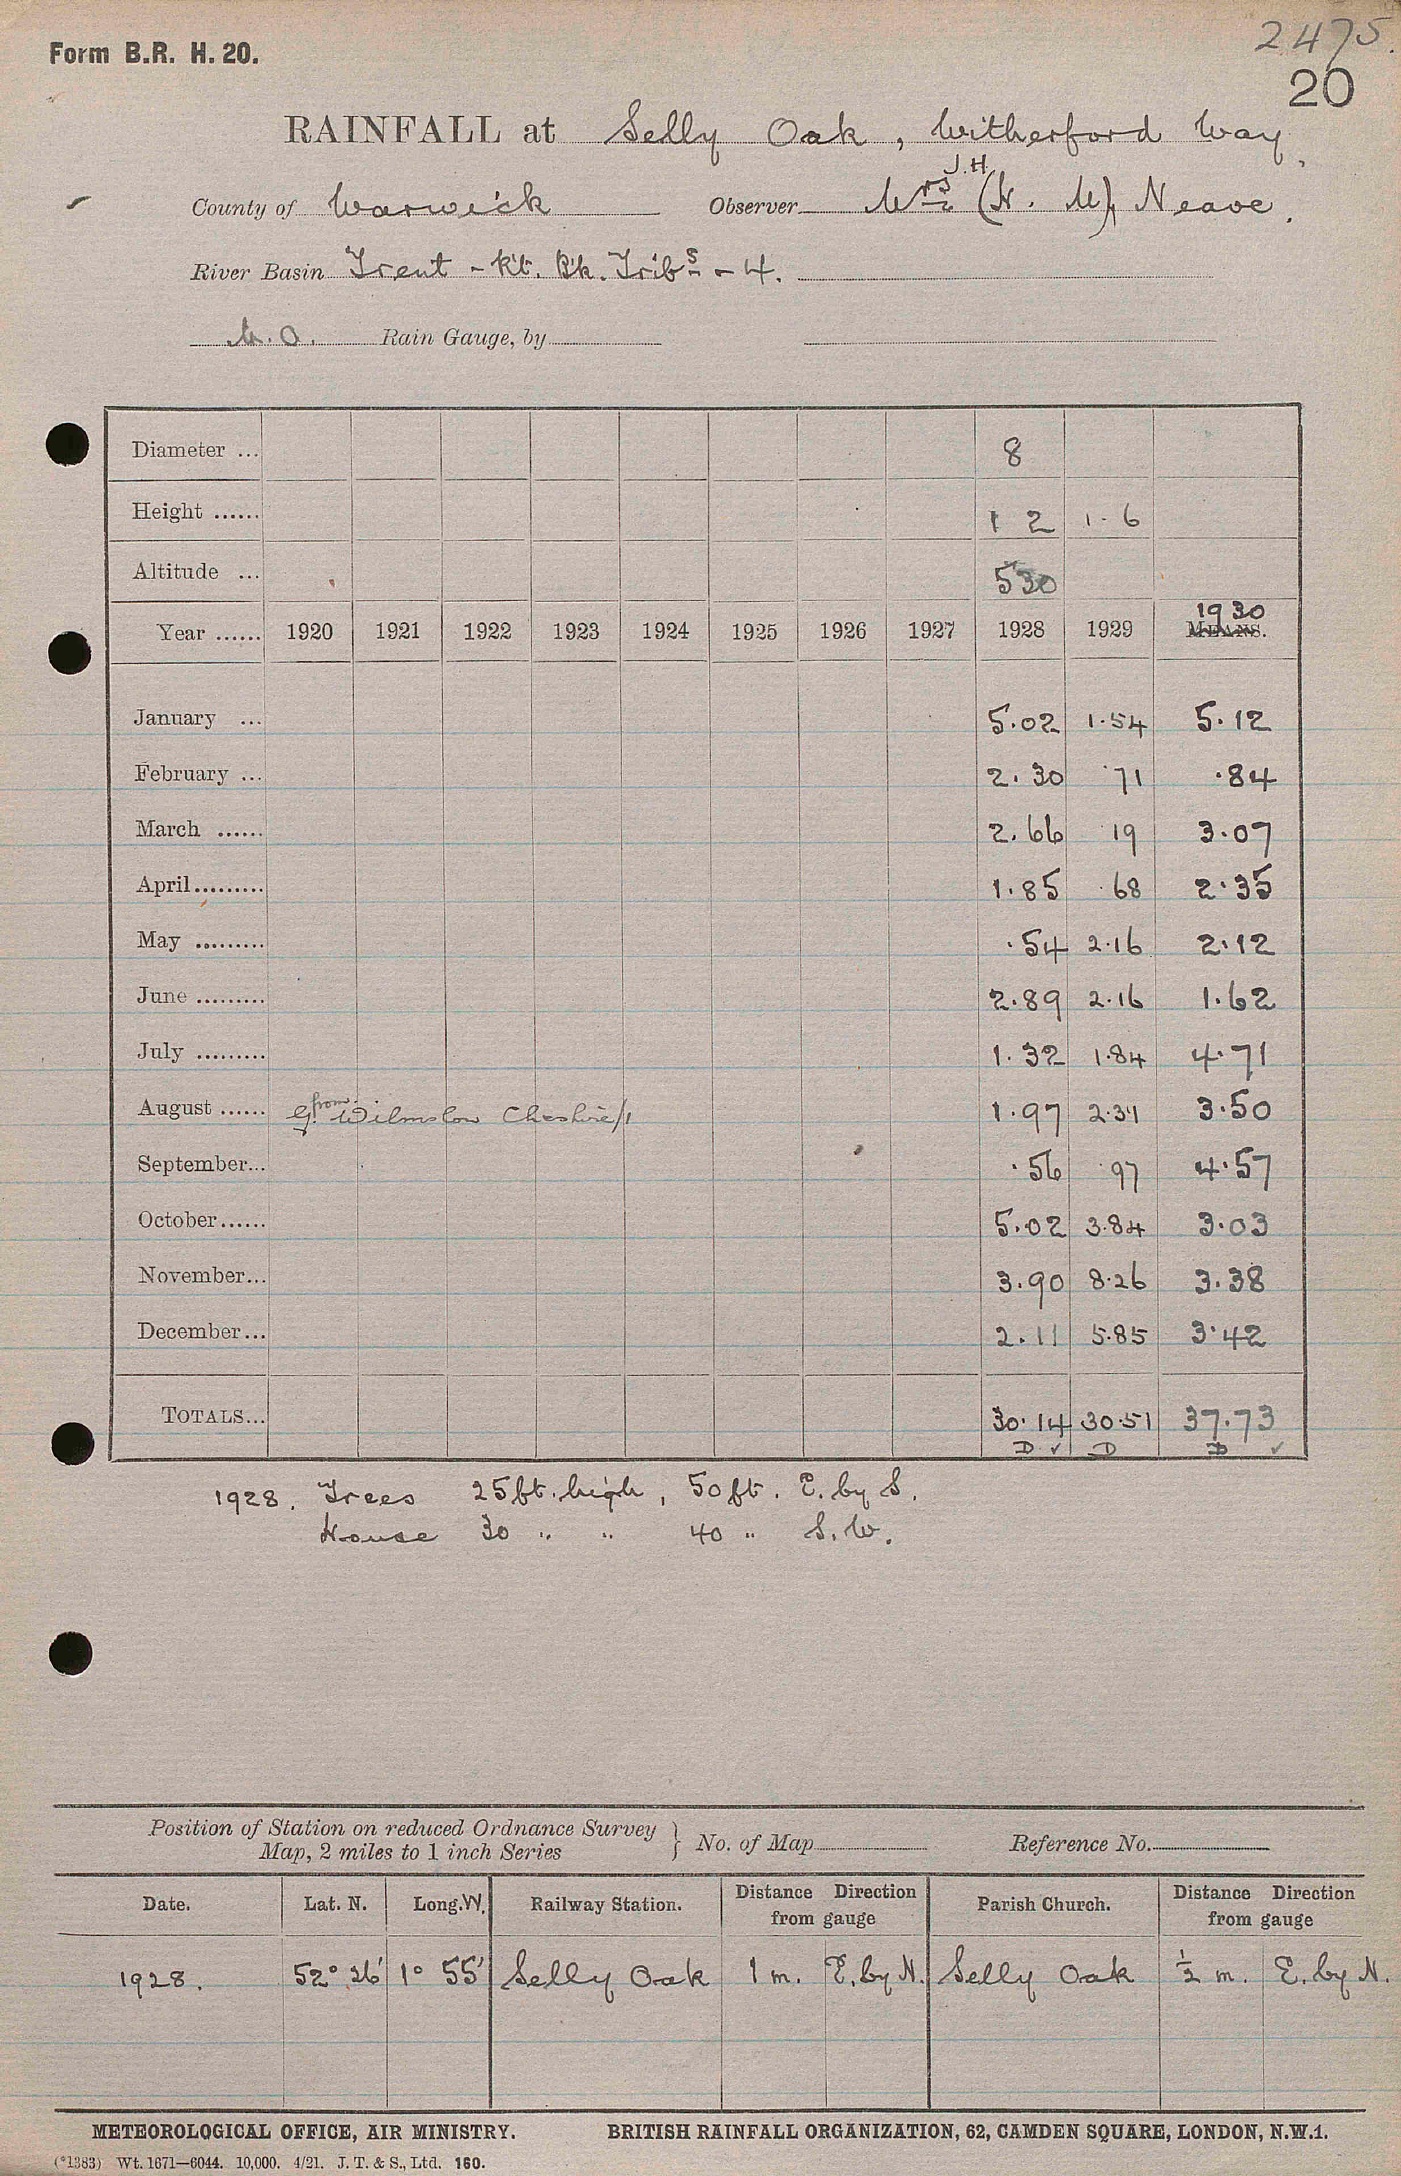 2475.
Form B.R. H. 20.
20
RAINFALL at Selly Oak, Witherford Way.
J.H.
County of Warwick Observer Mrs (H. M.) Neave.
River Basin Trent - Rt. Bk. Tribs - 4.
M.O. Rain Gauge, by
Diameter ... 8
Height ...... 1 2 1 · 6
Altitude ... 530
1930
Year ...... 1920 1921 1922 1923 1924 1925 1926 1927 1928 1929 MEANS.
January ... 5.02 1.54 5.12
February ... 2.30 .71 .84
March ...... 2.66 .19 3.07
April......... 1.85 .68 2.35
May ......... .54 2.16 2.12
June ......... 2.89 2.16 1.62
July ......... 1.32 1.84 4.71
August ...... from Wilmslow Cheshire/1 1.97 2.31 3.50
September... .56 .97 4.57
October...... 5.02 3.84 3.03
November... 3.90 8.26 3.38
December... 2.11 5.85 3.42
TOTALS... 30.14 30.51 37.73
D ✓ D D ✓
1928. Trees 25 ft. high, 50 ft. E. by S.
House 30 " " 40 " S.W.
Position of Station on reduced Ordnance Survey
Map, 2 miles to 1 inch Series } No. of Map Reference No.
Date. Lat. N. Long. W. Railway Station. Distance Direction from gauge Parish Church. Distance Direction from gauge
1928. 52° 26' 1° 55' Selly Oak 1 m. E. by N. Selly Oak ½ m. E. by N.
METEOROLOGICAL OFFICE, AIR MINISTRY. BRITISH RAINFALL ORGANIZATION, 62, CAMDEN SQUARE, LONDON, N.W.1.
(*1383) Wt. 1671—6044. 10,000. 4/21. J. T. & S., Ltd. 160.